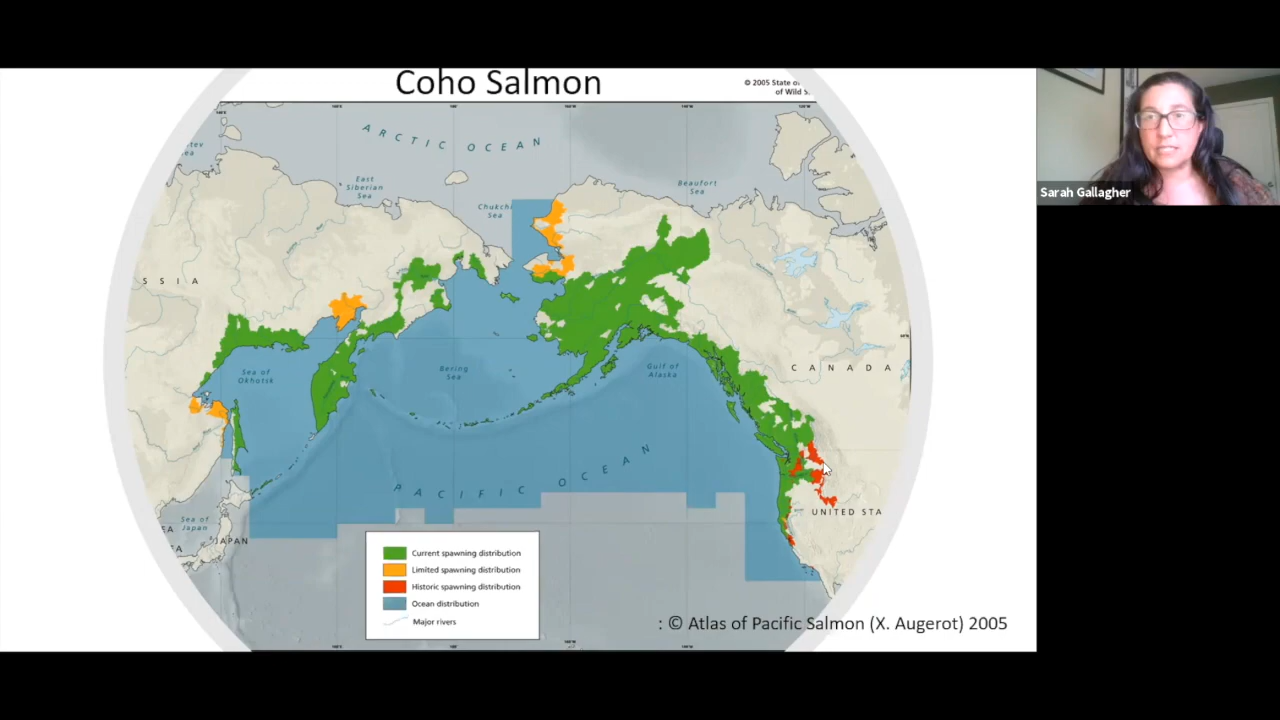 Coho Salmon
© 2005 State o
of Wild S
ARCTIC OCEAN
East
Siberian
Sea
Chukchi
Sea
Beaufort
Sea
SSIA
CANADA
Sea of
Okhotsk
Bering
Sea
Gulf of
Alaska
PACIFIC OCEAN
UNITED STA
Sea of
Japan
JAPAN
Current spawning distribution
Limited spawning distribution
Historic spawning distribution
Ocean distribution
Major rivers
: © Atlas of Pacific Salmon (X. Augerot) 2005
Sarah Gallagher